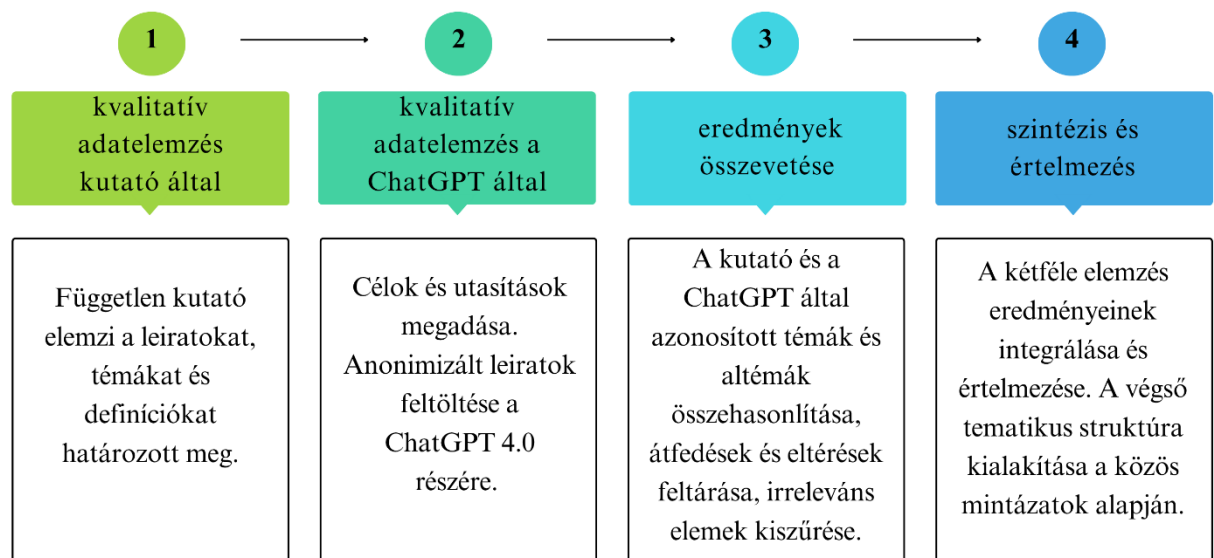 1
2
3
4
kvalitatív
adatelemzés
kutató által
kvalitatív
adatelemzés a
ChatGPT által
eredmények
összevetése
szintézis és
értelmezés
Független kutató
elemzi a leiratokat,
témákat és
definíciókat
határozott meg.
Célok és utasítások
megadása.
Anonimizált leiratok
feltöltése a
ChatGPT 4.0
részére.
A kutató és a
ChatGPT által
azonosított témák és
altémák
összehasonlítása,
átfedések és eltérések
feltárása, irreleváns
elemek kiszűrése.
A kétféle elemzés
eredményeinek
integrálása és
értelmezése. A végső
tematikus struktúra
kialakítása a közös
mintázatok alapján.